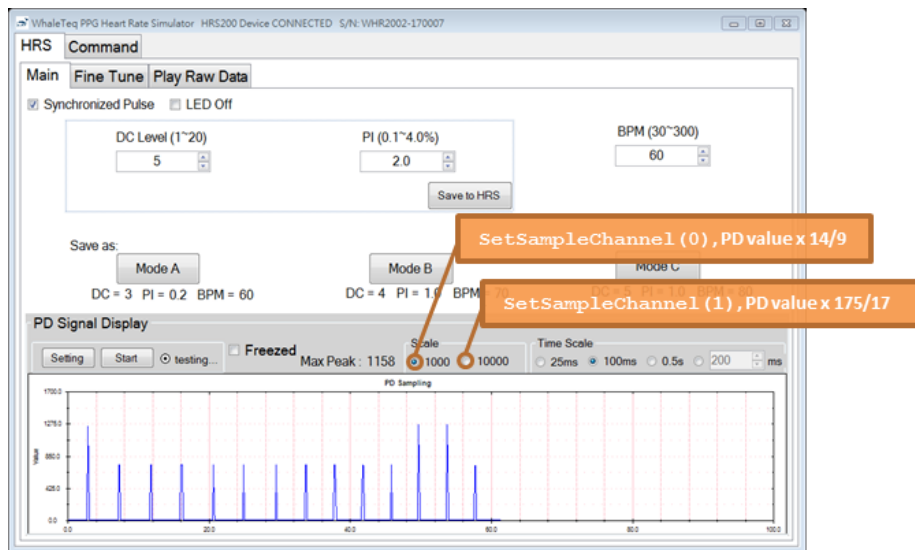 WhaleTeq PPG Heart Rate Simulator HRS200 Device CONNECTED S/N: WHR2002-170007
HRS Command
Main Fine Tune Play Raw Data
Synchronized Pulse LED Off
DC Level (1~20) PI (0.1~4.0%) BPM (30~300)
5 2.0 60
Save to HRS
SetSampleChannel(0), PD value x 14/9
Save as:
Mode A Mode B Mode C
DC = 3 PI = 0.2 BPM = 60 DC = 4 PI = 1.0 BPM = 70 DC = 5 PI = 1.0 BPM = 80
SetSampleChannel(1), PD value x 175/17
PD Signal Display
Setting Start testing... Freezed Max Peak : 1158 Scale 1000 10000 Time Scale 25ms 100ms 0.5s 200 ms
PD Sampling
1700.0
1275.0
850.0
425.0
0.0
Value
0.0 20.0 40.0 60.0 80.0 100.0